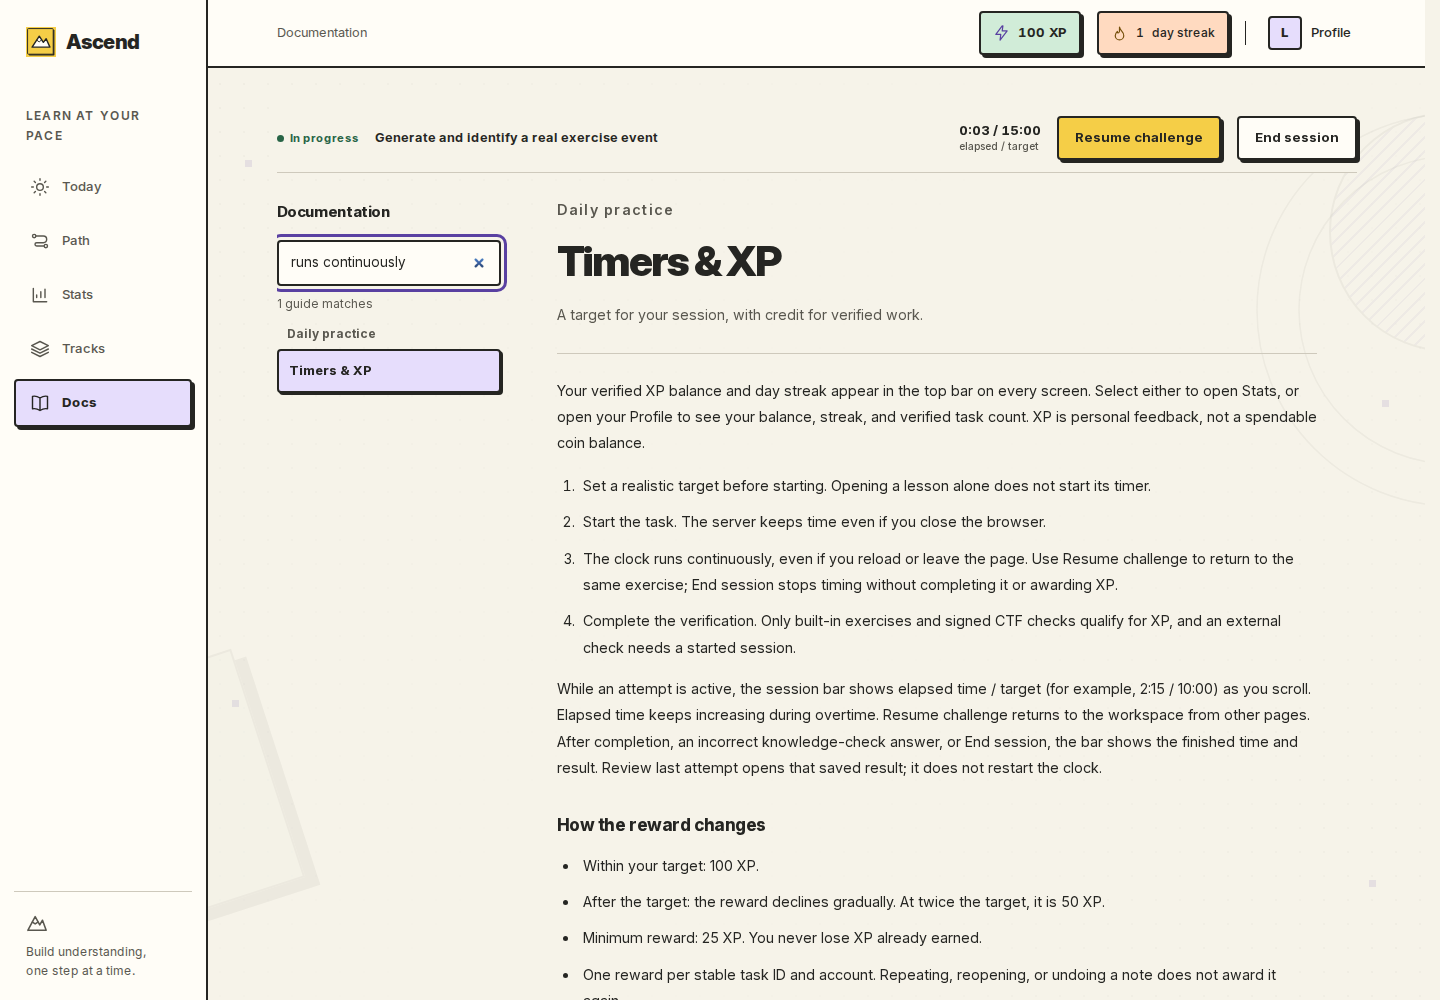 Ascend
LEARN AT YOUR
PACE
Today
Path
Stats
Tracks
Docs
Build understanding,
one step at a time.
Documentation
100 XP
1 day streak
L
Profile
In progress
Generate and identify a real exercise event
0:03 / 15:00
elapsed / target
Resume challenge
End session
Documentation
runs continuously
1 guide matches
Daily practice
Timers & XP
Daily practice
Timers & XP
A target for your session, with credit for verified work.
Your verified XP balance and day streak appear in the top bar on every screen. Select either to open Stats, or
open your Profile to see your balance, streak, and verified task count. XP is personal feedback, not a spendable
coin balance.
1. Set a realistic target before starting. Opening a lesson alone does not start its timer.
2. Start the task. The server keeps time even if you close the browser.
3. The clock runs continuously, even if you reload or leave the page. Use Resume challenge to return to the
same exercise; End session stops timing without completing it or awarding XP.
4. Complete the verification. Only built-in exercises and signed CTF checks qualify for XP, and an external
check needs a started session.
While an attempt is active, the session bar shows elapsed time / target (for example, 2:15 / 10:00) as you scroll.
Elapsed time keeps increasing during overtime. Resume challenge returns to the workspace from other pages.
After completion, an incorrect knowledge-check answer, or End session, the bar shows the finished time and
result. Review last attempt opens that saved result; it does not restart the clock.
How the reward changes
• Within your target: 100 XP.
• After the target: the reward declines gradually. At twice the target, it is 50 XP.
• Minimum reward: 25 XP. You never lose XP already earned.
• One reward per stable task ID and account. Repeating, reopening, or undoing a note does not award it
again.